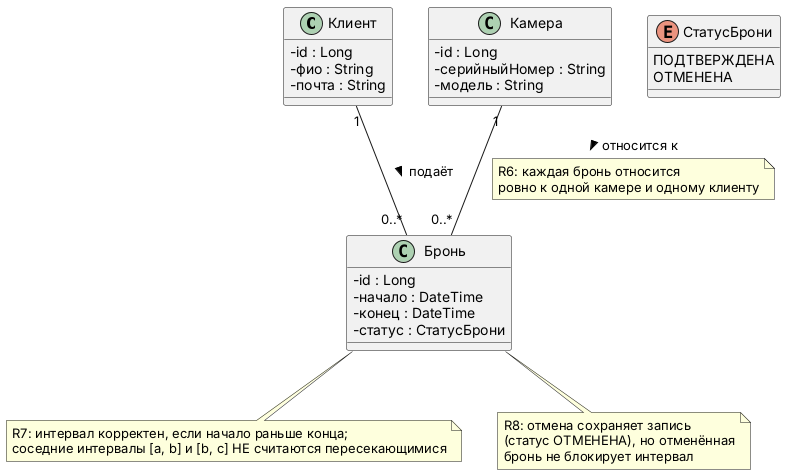 C Клиент
-id : Long
-фио : String
-почта : String
C Камера
-id : Long
-серийныйНомер : String
-модель : String
E СтатусБрони
ПОДТВЕРЖДЕНА
ОТМЕНЕНА
1
1
подаёт
относится к
R6: каждая бронь относится
ровно к одной камере и одному клиенту
0..*
0..*
C Бронь
-id : Long
-начало : DateTime
-конец : DateTime
-статус : СтатусБрони
R7: интервал корректен, если начало раньше конца;
соседние интервалы [a, b] и [b, c] НЕ считаются пересекающимися
R8: отмена сохраняет запись
(статус ОТМЕНЕНА), но отменённая
бронь не блокирует интервал